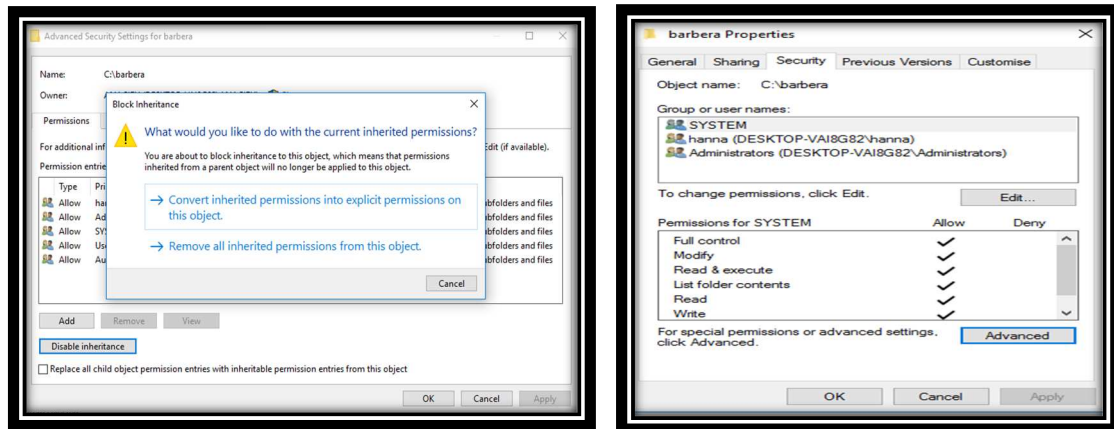 Advanced Security Settings for barbera
Name: C:\barbera
Owner:
Block Inheritance
Permissions
What would you like to do with the current inherited permissions?
For additional inf
Edit (if available).
You are about to block inheritance to this object, which means that permissions
inherited from a parent object will no longer be applied to this object.
Permission entrie
Type Pri
Allow har
Allow Ad
Allow SYS
Allow Use
Allow Au
→ Convert inherited permissions into explicit permissions on
this object.
→ Remove all inherited permissions from this object.
ubfolders and files
ubfolders and files
ubfolders and files
ubfolders and files
ubfolders and files
Cancel
Add Remove View
Disable inheritance
Replace all child object permission entries with inheritable permission entries from this object
OK Cancel Apply
barbera Properties
General Sharing Security Previous Versions Customise
Object name: C:\barbera
Group or user names:
SYSTEM
hanna (DESKTOP-VAI8G82\hanna)
Administrators (DESKTOP-VAI8G82\Administrators)
To change permissions, click Edit.
Edit...
Permissions for SYSTEM Allow Deny
Full control
Modify
Read & execute
List folder contents
Read
Write
For special permissions or advanced settings,
click Advanced.
Advanced
OK Cancel Apply